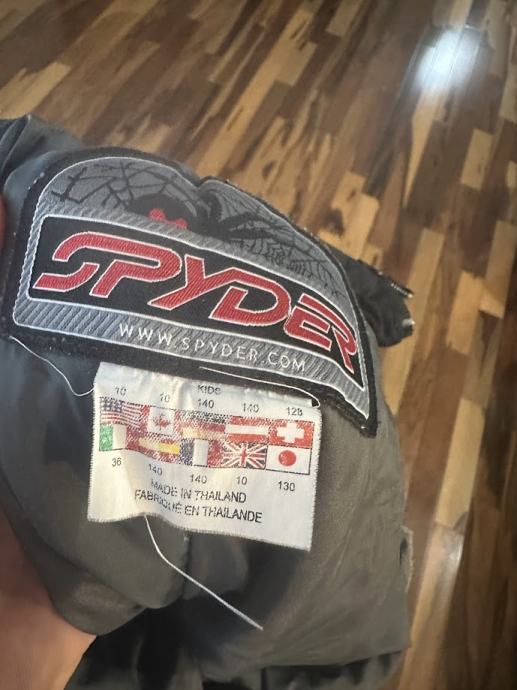 SPYDER
WWW.SPYDER.COM
KIDS
10 10 140 140 128
36 140 140 10 130
MADE IN THAILAND
FABRIQUÉ EN THAILANDE